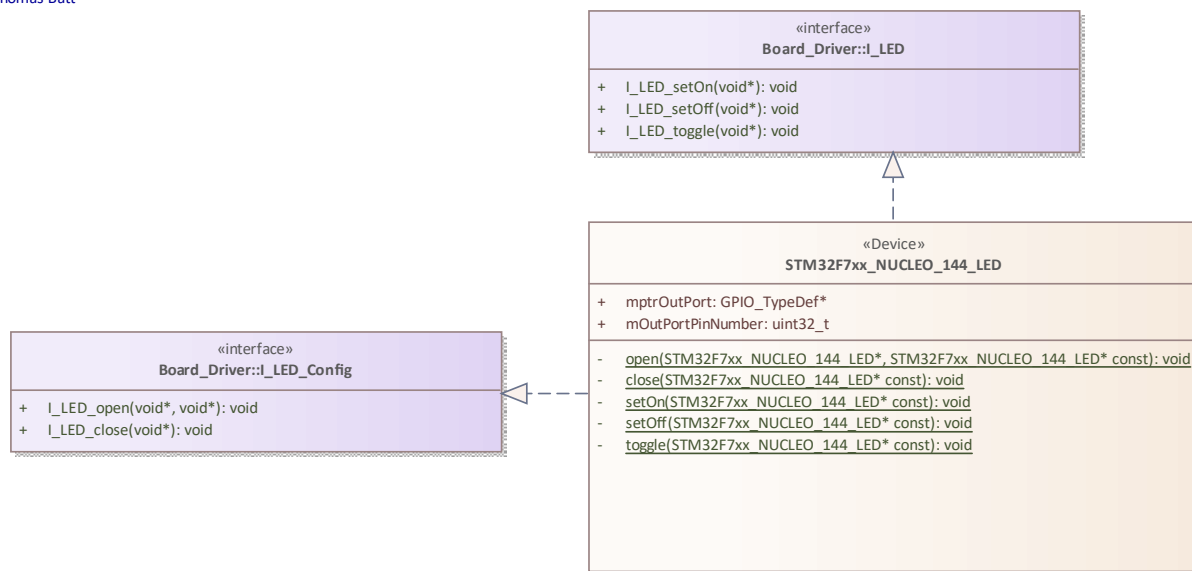 «interface»
Board_Driver::I_LED
+ I_LED_setOn(void*): void
+ I_LED_setOff(void*): void
+ I_LED_toggle(void*): void
«Device»
STM32F7xx_NUCLEO_144_LED
+ mptrOutPort: GPIO_TypeDef*
+ mOutPortPinNumber: uint32_t
- open(STM32F7xx_NUCLEO_144_LED*, STM32F7xx_NUCLEO_144_LED* const): void
- close(STM32F7xx_NUCLEO_144_LED* const): void
- setOn(STM32F7xx_NUCLEO_144_LED* const): void
- setOff(STM32F7xx_NUCLEO_144_LED* const): void
- toggle(STM32F7xx_NUCLEO_144_LED* const): void
«interface»
Board_Driver::I_LED_Config
+ I_LED_open(void*, void*): void
+ I_LED_close(void*): void